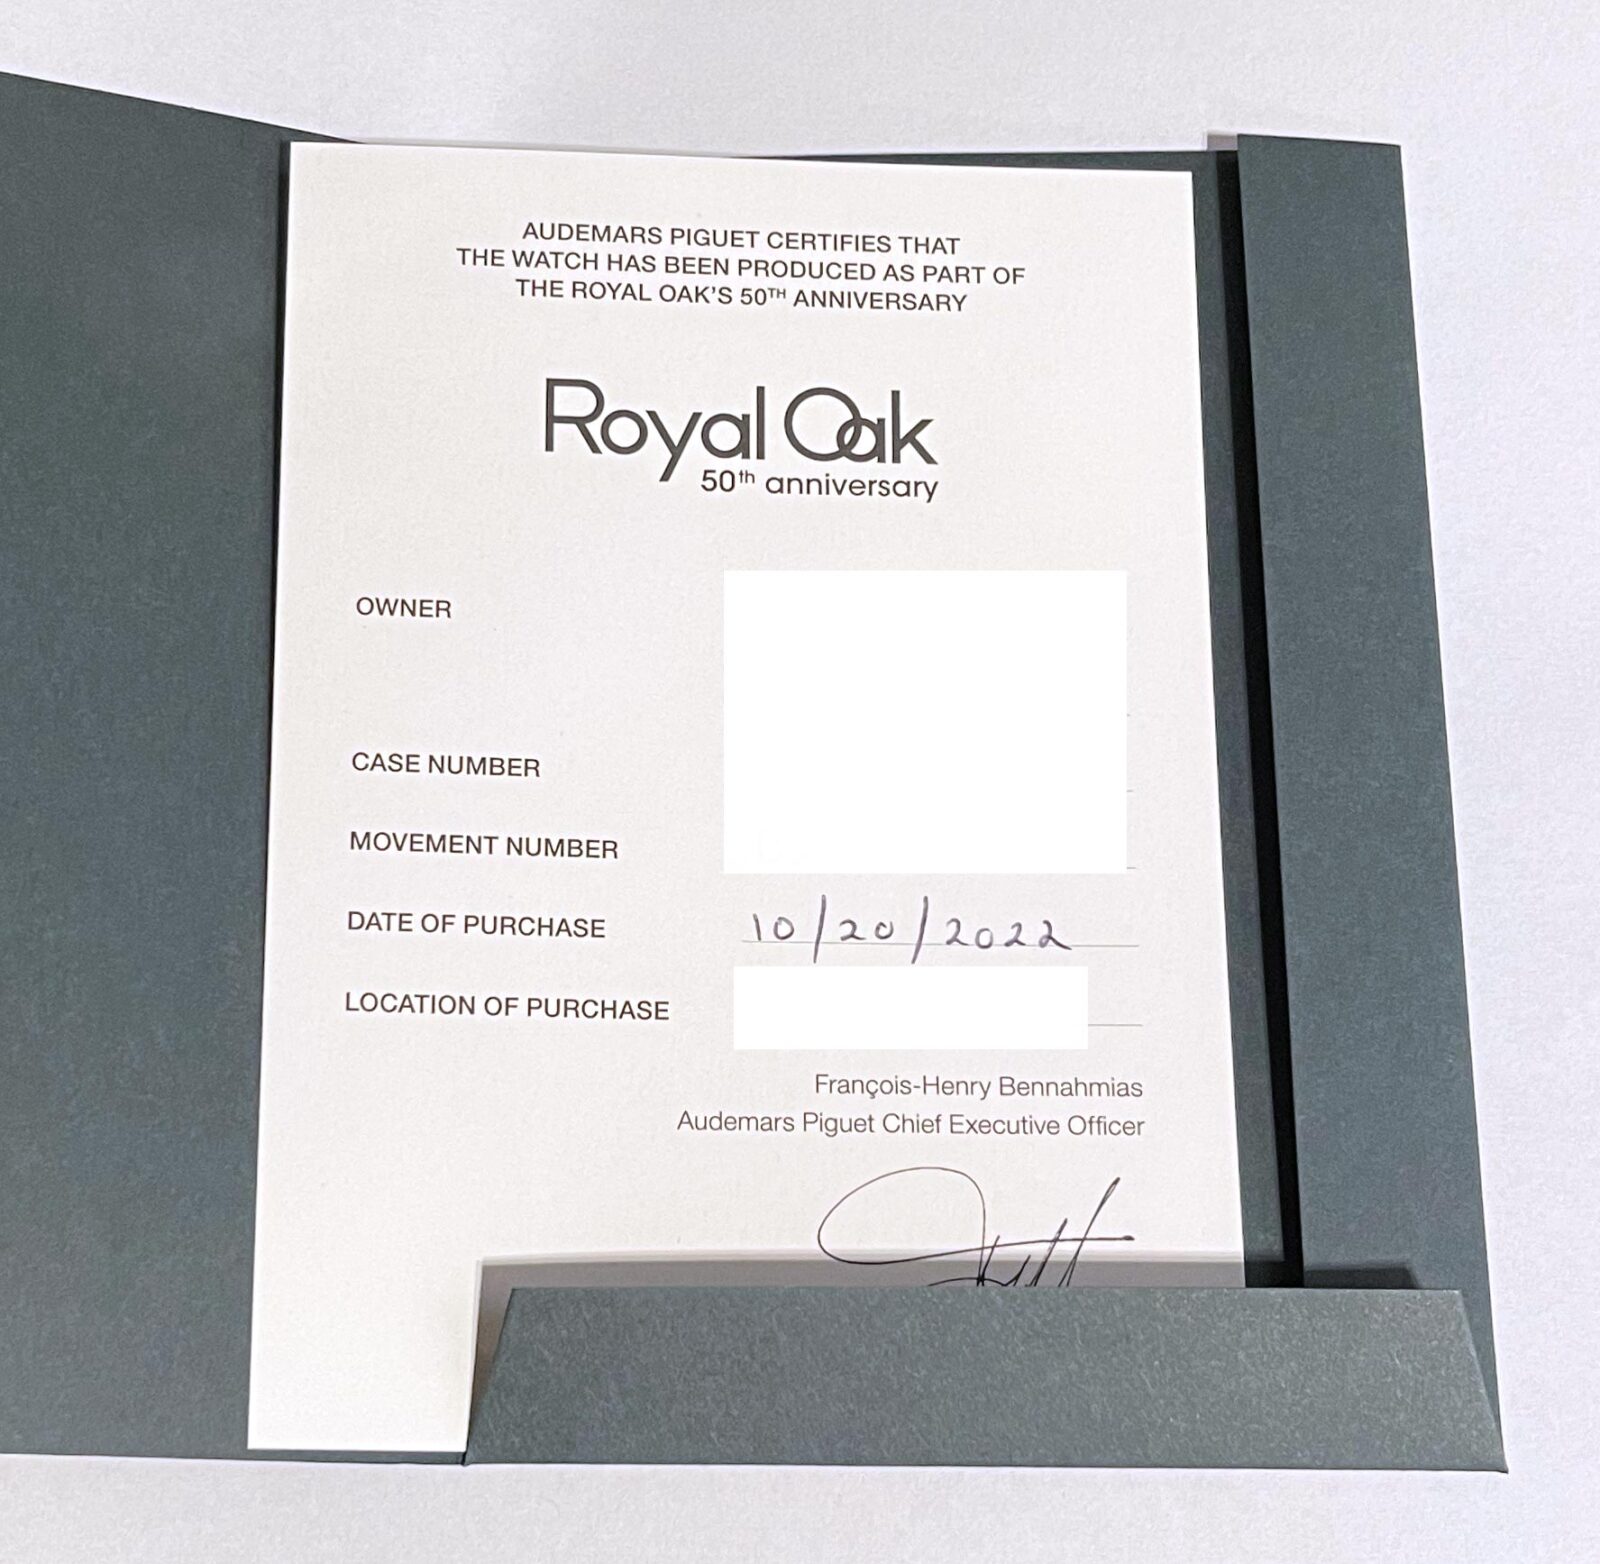 AUDEMARS PIGUET CERTIFIES THAT
THE WATCH HAS BEEN PRODUCED AS PART OF
THE ROYAL OAK'S 50TH ANNIVERSARY
Royal Oak
50th anniversary
OWNER
CASE NUMBER
MOVEMENT NUMBER
DATE OF PURCHASE 10/20/2022
LOCATION OF PURCHASE
François-Henry Bennahmias
Audemars Piguet Chief Executive Officer